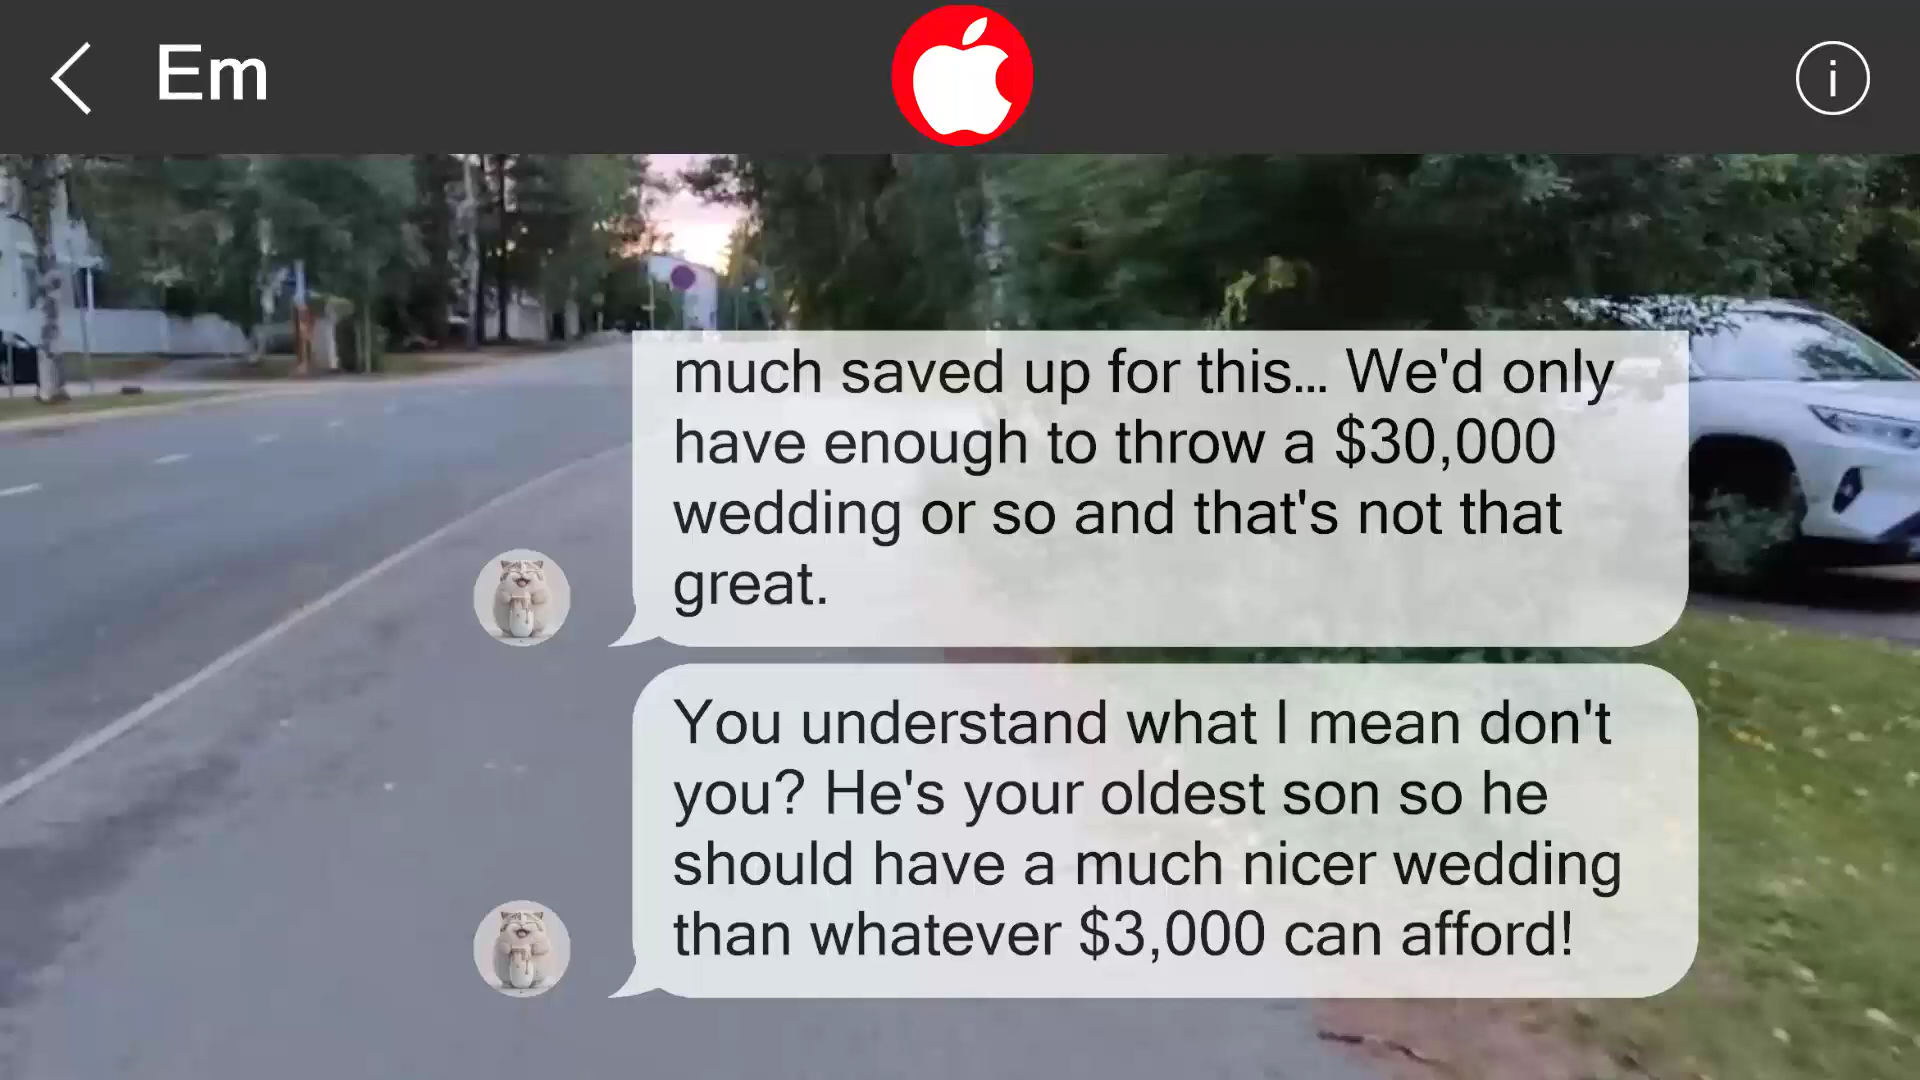 Em
i
much saved up for this... We'd only
have enough to throw a $30,000
wedding or so and that's not that
great.
You understand what I mean don't
you? He's your oldest son so he
should have a much nicer wedding
than whatever $3,000 can afford!